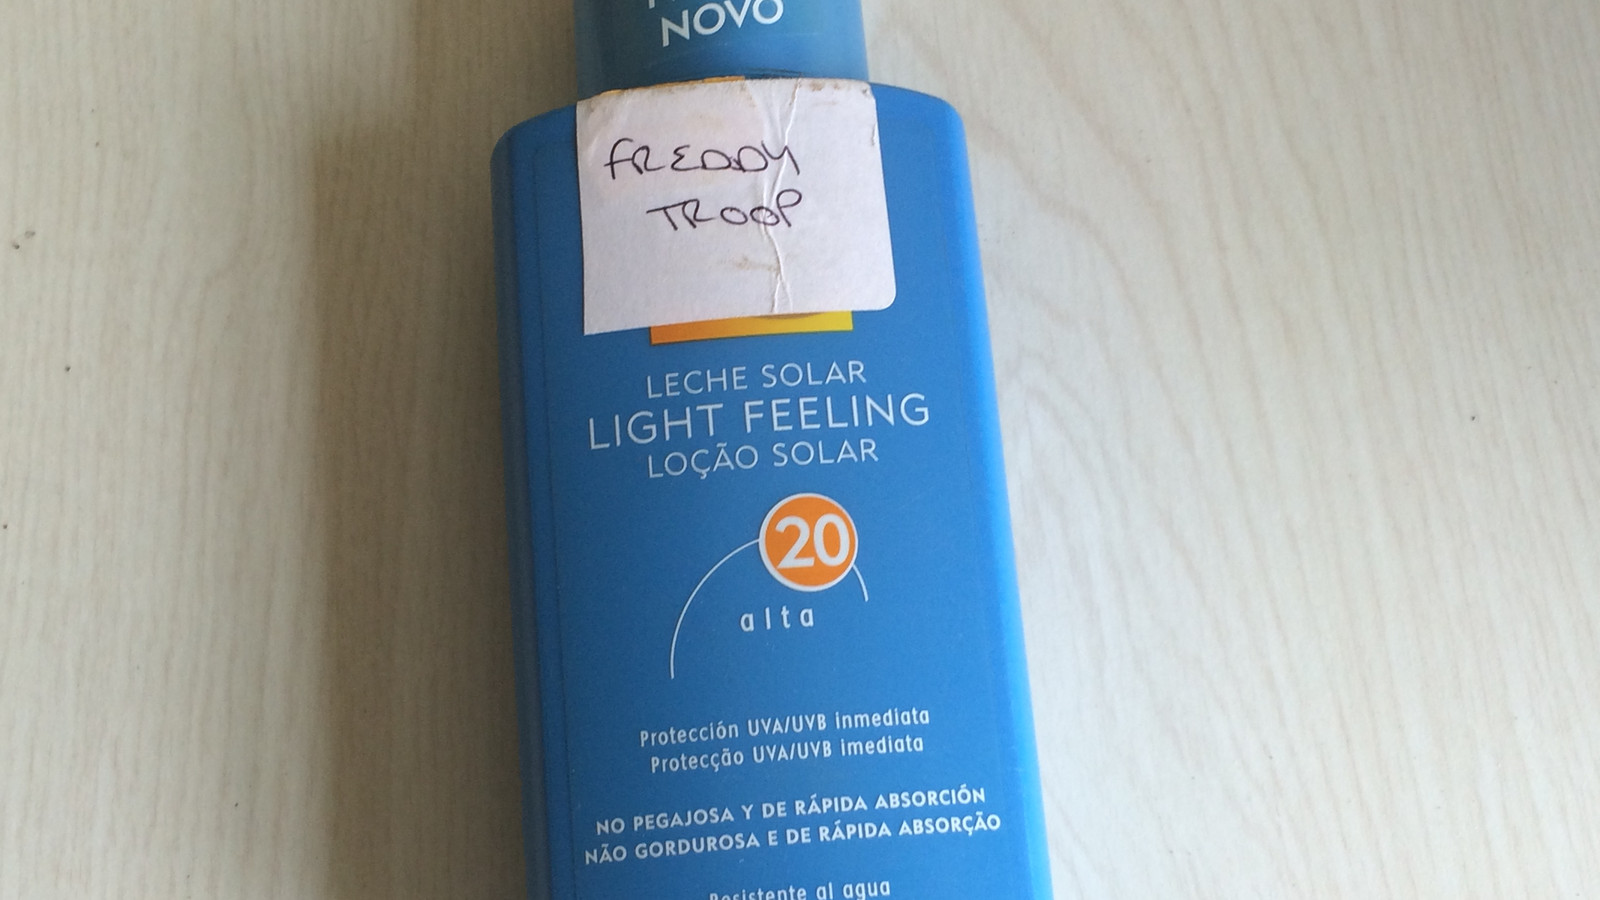 NOVO
FREDDY
TROOP
LECHE SOLAR
LIGHT FEELING
LOÇÃO SOLAR
20
alta
Protección UVA/UVB inmediata
Protecção UVA/UVB imediata
NO PEGAJOSA Y DE RÁPIDA ABSORCIÓN
NÃO GORDUROSA E DE RÁPIDA ABSORÇÃO
Resistente al agua